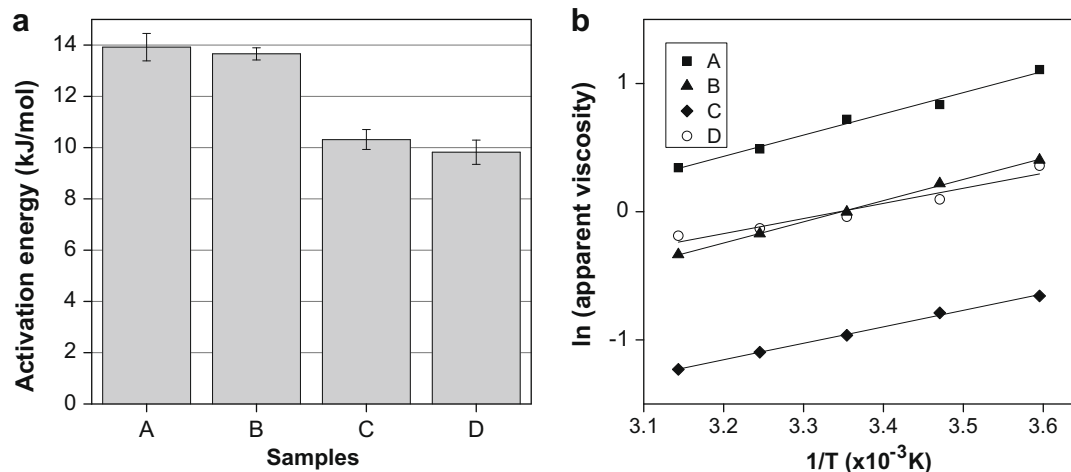 a
Activation energy (kJ/mol)
14
12
10
8
6
4
2
0
A B C D
Samples
b
ln (apparent viscosity)
A
B
C
D
1
0
-1
3.1 3.2 3.3 3.4 3.5 3.6
1/T (x10⁻³K)